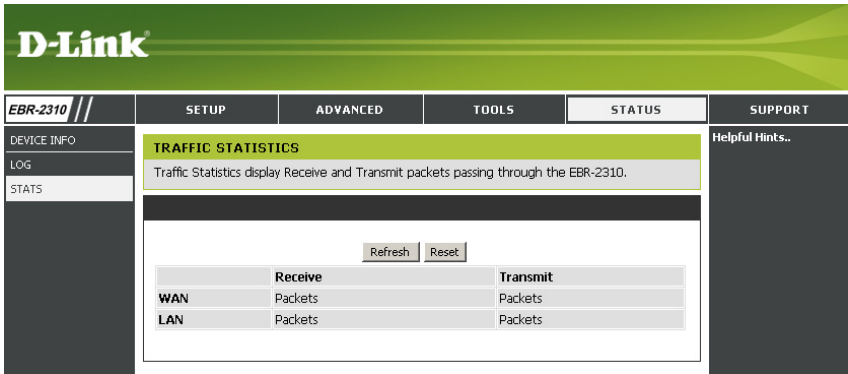 D-Link®
EBR-2310 // SETUP ADVANCED TOOLS STATUS SUPPORT
DEVICE INFO
LOG
STATS
TRAFFIC STATISTICS
Traffic Statistics display Receive and Transmit packets passing through the EBR-2310.
Refresh Reset
Receive Transmit
WAN Packets Packets
LAN Packets Packets
Helpful Hints..